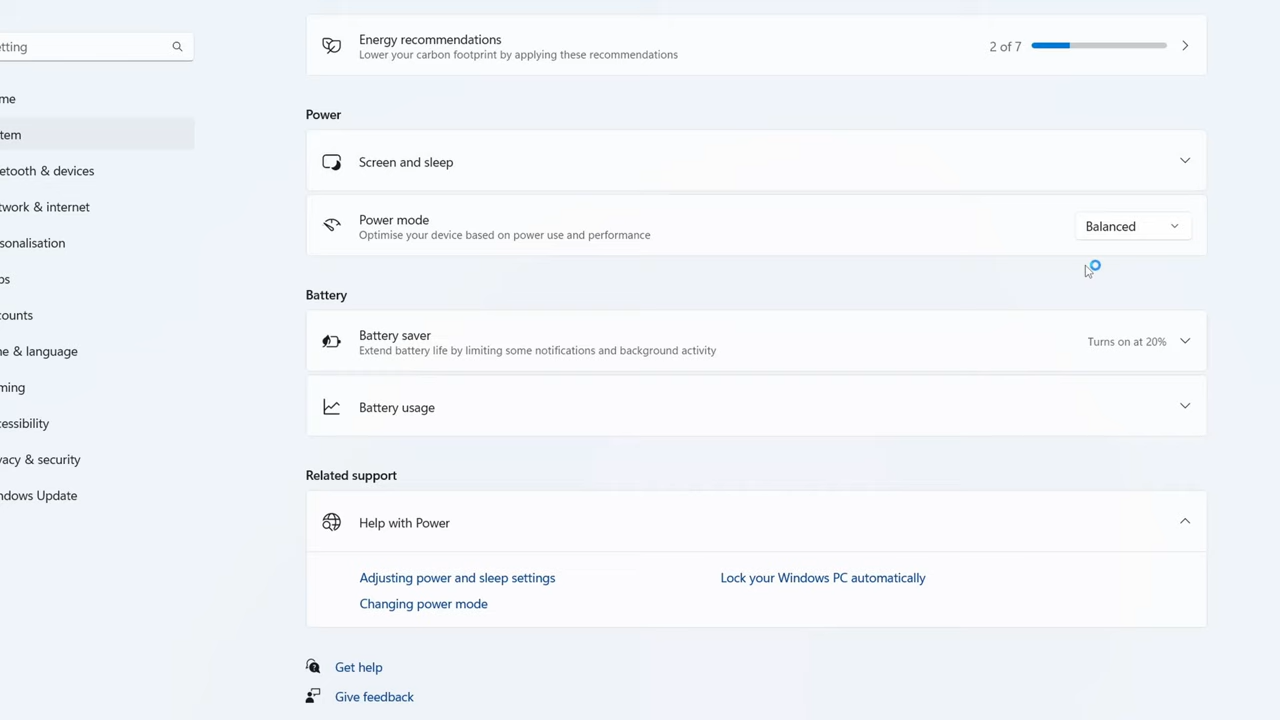 etting
me
tem
etooth & devices
twork & internet
sonalisation
ps
counts
ne & language
ming
cessibility
vacy & security
ndows Update
Energy recommendations
Lower your carbon footprint by applying these recommendations
2 of 7
Power
Screen and sleep
Power mode
Optimise your device based on power use and performance
Balanced
Battery
Battery saver
Extend battery life by limiting some notifications and background activity
Turns on at 20%
Battery usage
Related support
Help with Power
Adjusting power and sleep settings
Lock your Windows PC automatically
Changing power mode
Get help
Give feedback